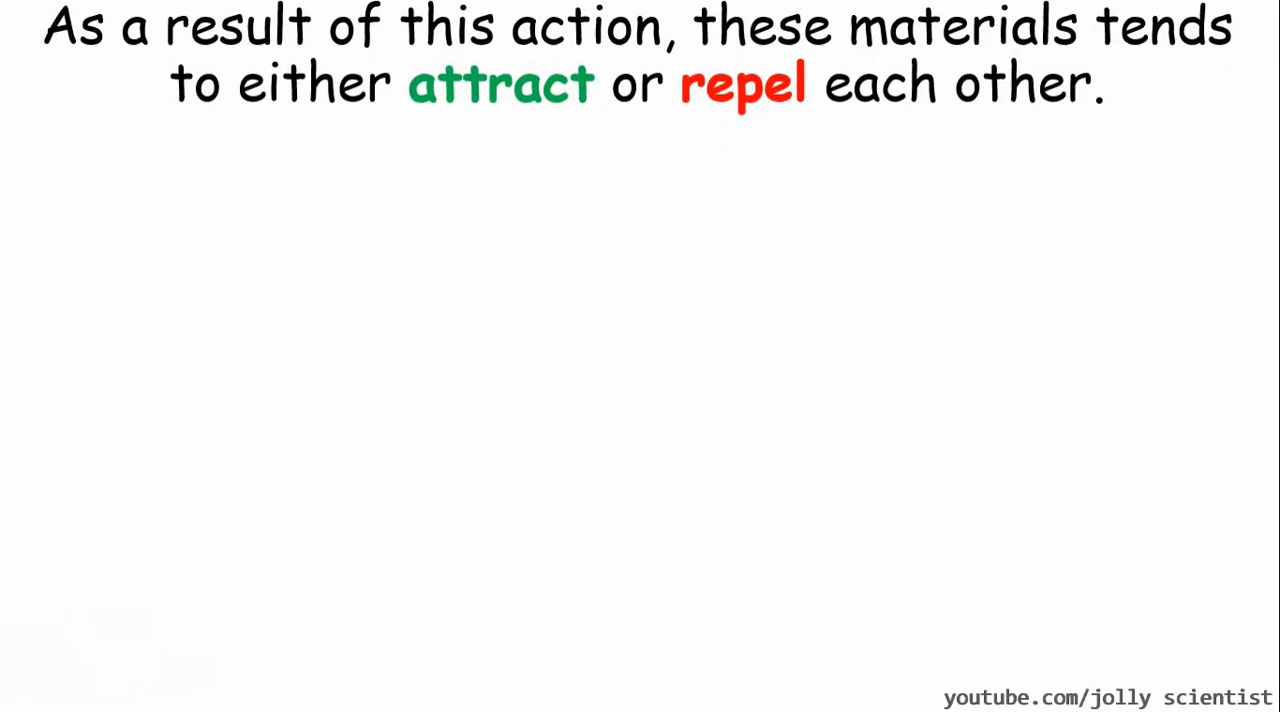 As a result of this action, these materials tends
to either attract or repel each other.
youtube.com/jolly scientist